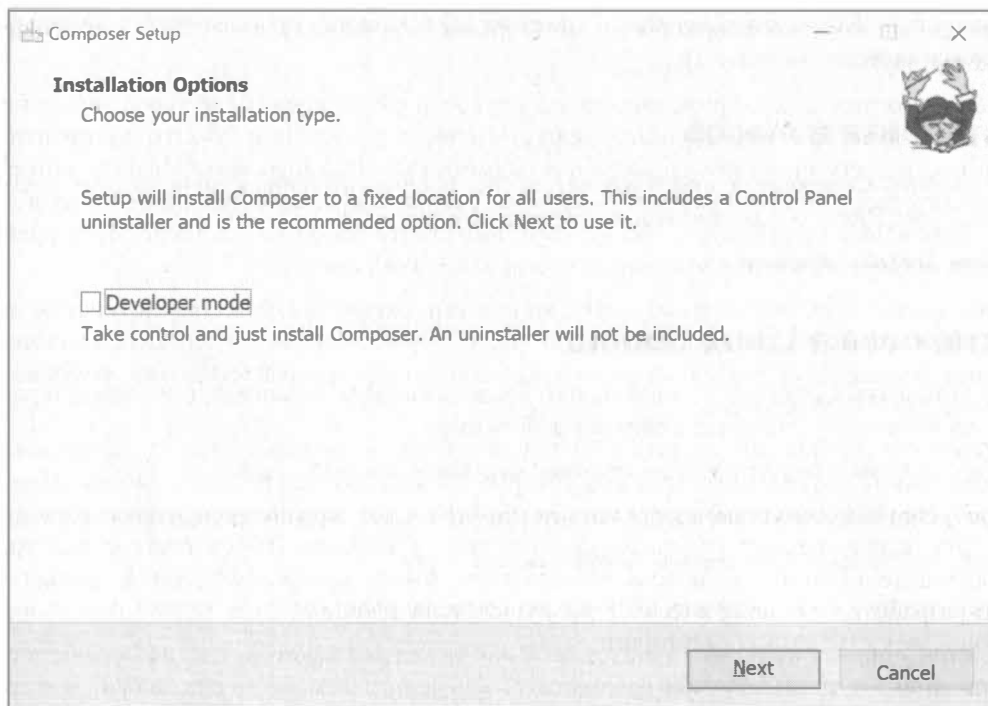 Composer Setup
Installation Options
Choose your installation type.
Setup will install Composer to a fixed location for all users. This includes a Control Panel
uninstaller and is the recommended option. Click Next to use it.
Developer mode
Take control and just install Composer. An uninstaller will not be included.
Next
Cancel